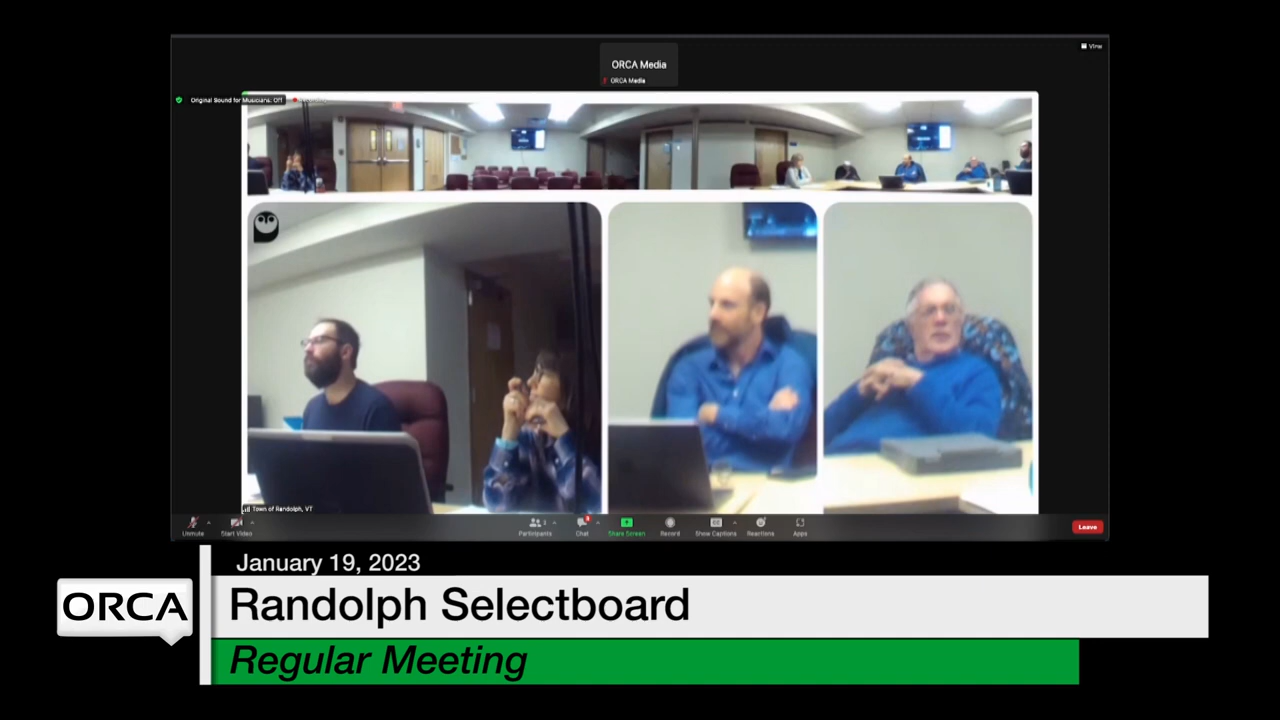 View
ORCA Media
ORCA Media
Original Sound for Musicians: Off
Town of Randolph, VT
Unmute
Start Video
Participants
Chat
Share Screen
Record
Show Captions
Reactions
Apps
Leave
January 19, 2023
ORCA
Randolph Selectboard
Regular Meeting